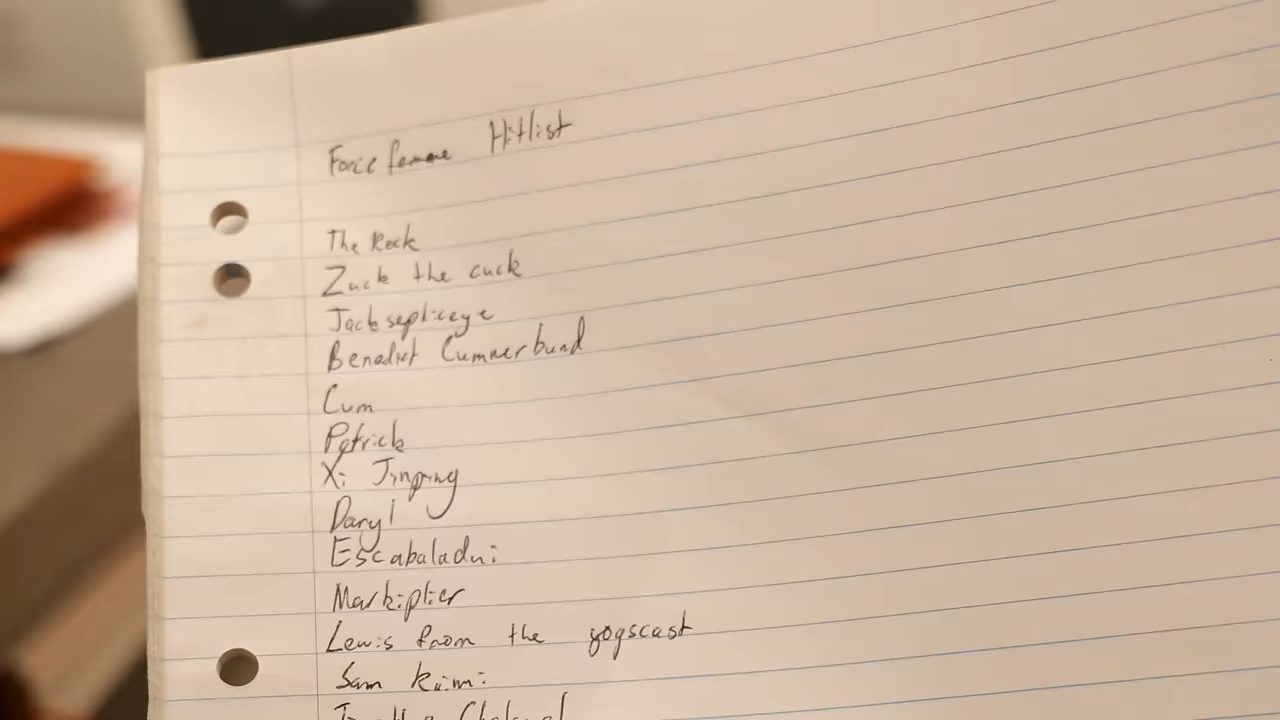 Force femme Hitlist
The Rock
Zuck the cuck
Jacksepticeye
Benedict Cummerbund
Cum
Patrick
Xi Jinping
Daryl
Escabaladui
Markiplier
Lewis from the yogscast
Sam Raimi